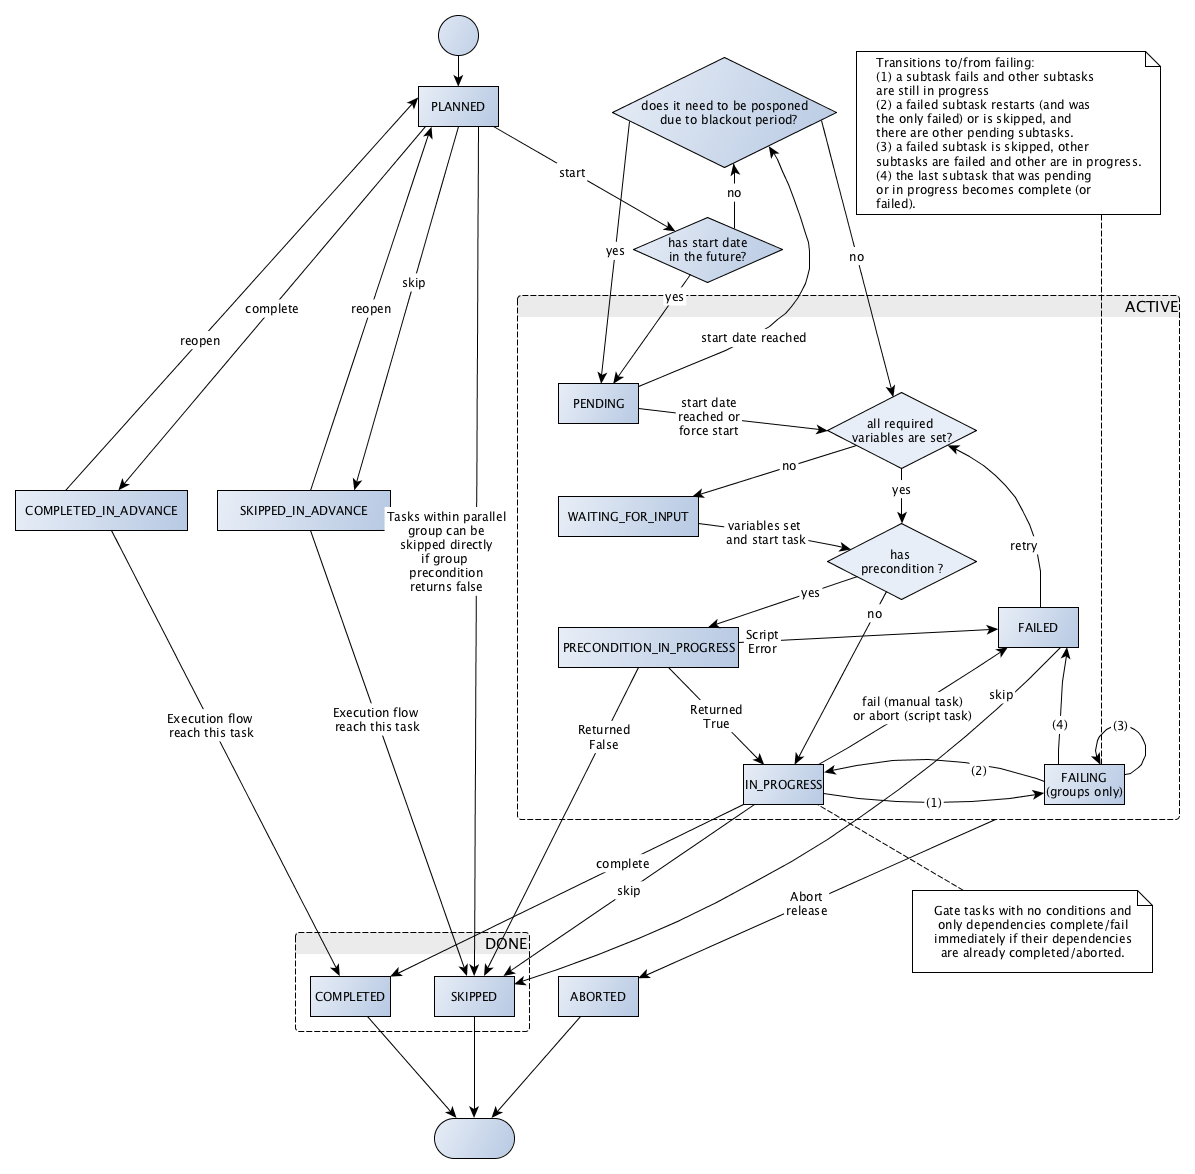 PLANNED
does it need to be posponed
due to blackout period?
Transitions to/from failing:
(1) a subtask fails and other subtasks
are still in progress
(2) a failed subtask restarts (and was
the only failed) or is skipped, and
there are other pending subtasks.
(3) a failed subtask is skipped, other
subtasks are failed and other are in progress.
(4) the last subtask that was pending
or in progress becomes complete (or
failed).
start
no
has start date
in the future?
yes
no
skip
yes
reopen
complete
reopen
ACTIVE
start date reached
PENDING
start date
reached or
force start
all required
variables are set?
no
yes
COMPLETED_IN_ADVANCE
SKIPPED_IN_ADVANCE
Tasks within parallel
group can be
skipped directly
if group
precondition
returns false
WAITING_FOR_INPUT
variables set
and start task
has
precondition ?
retry
yes
no
FAILED
PRECONDITION_IN_PROGRESS
Script
Error
skip
fail (manual task)
or abort (script task)
Returned
True
Returned
False
Execution flow
reach this task
Execution flow
reach this task
(4)
(3)
(2)
IN_PROGRESS
FAILING
(groups only)
(1)
complete
skip
Abort
release
Gate tasks with no conditions and
only dependencies complete/fail
immediately if their dependencies
are already completed/aborted.
DONE
COMPLETED
SKIPPED
ABORTED